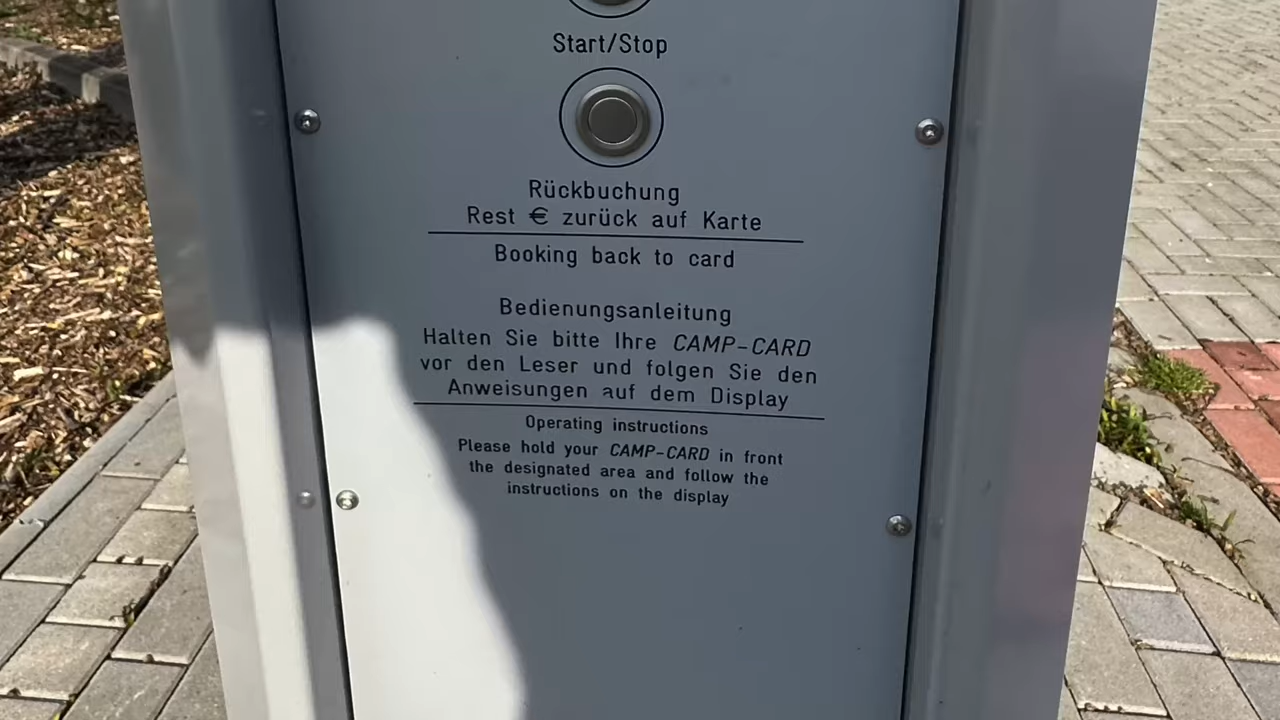 Start/Stop
Rückbuchung
Rest € zurück auf Karte
Booking back to card
Bedienungsanleitung
Halten Sie bitte Ihre CAMP-CARD
vor den Leser und folgen Sie den
Anweisungen auf dem Display
Operating instructions
Please hold your CAMP-CARD in front
the designated area and follow the
instructions on the display